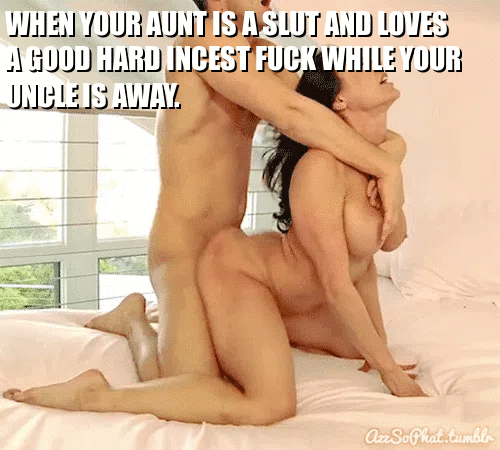 WHEN YOUR AUNT IS A SLUT AND LOVES
A GOOD HARD INCEST FUCK WHILE YOUR
UNCLE IS AWAY.
AzzSoPhat.tumblr